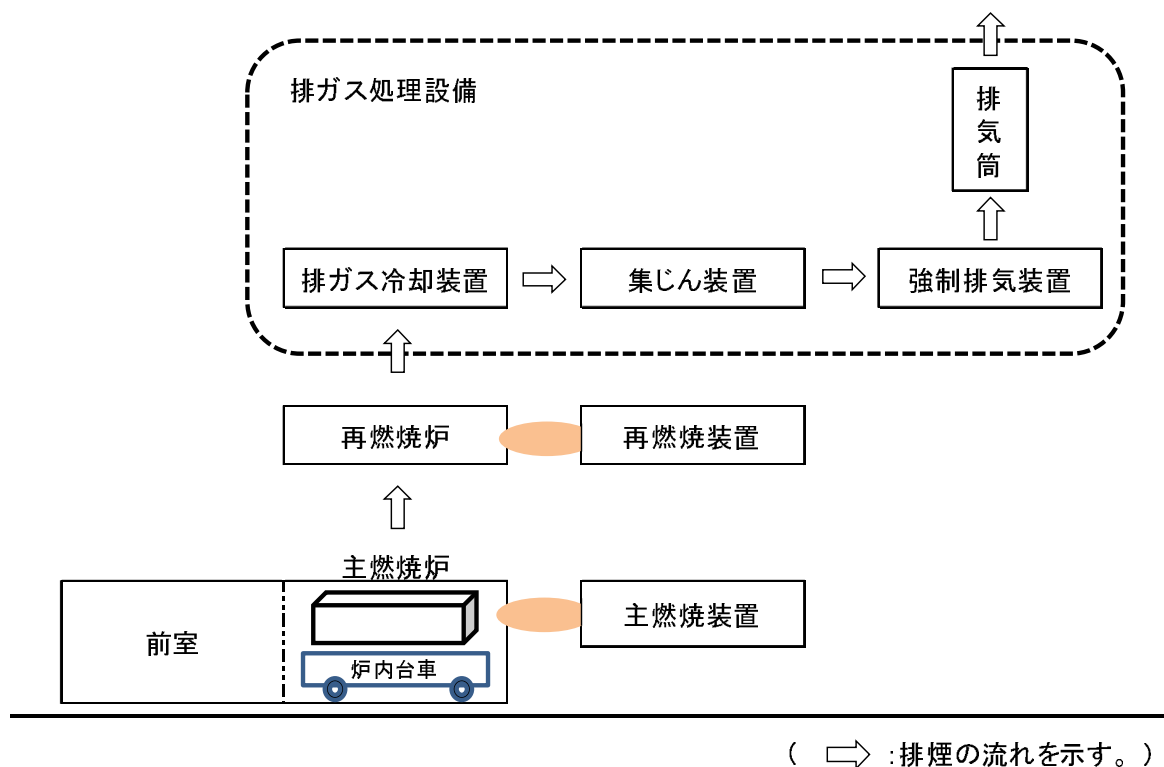 排ガス処理設備
排気筒
排ガス冷却装置
集じん装置
強制排気装置
再燃焼炉
再燃焼装置
主燃焼炉
主燃焼装置
前室
炉内台車
( :排煙の流れを示す。)